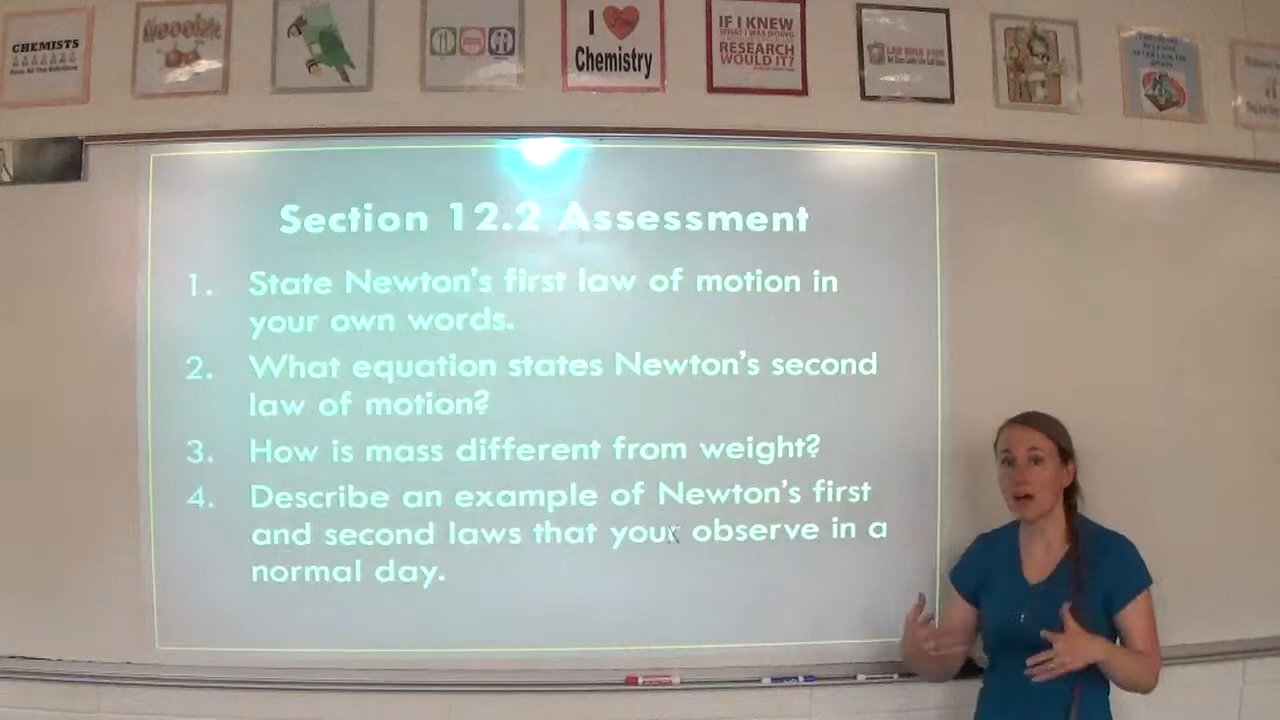 CHEMISTS
Have All The Solutions
I
Chemistry
IF I KNEW
WHAT I WAS DOING
RESEARCH
WOULD IT?
Section 12.2 Assessment
1. State Newton's first law of motion in
your own words.
2. What equation states Newton's second
law of motion?
3. How is mass different from weight?
4. Describe an example of Newton's first
and second laws that your observe in a
normal day.